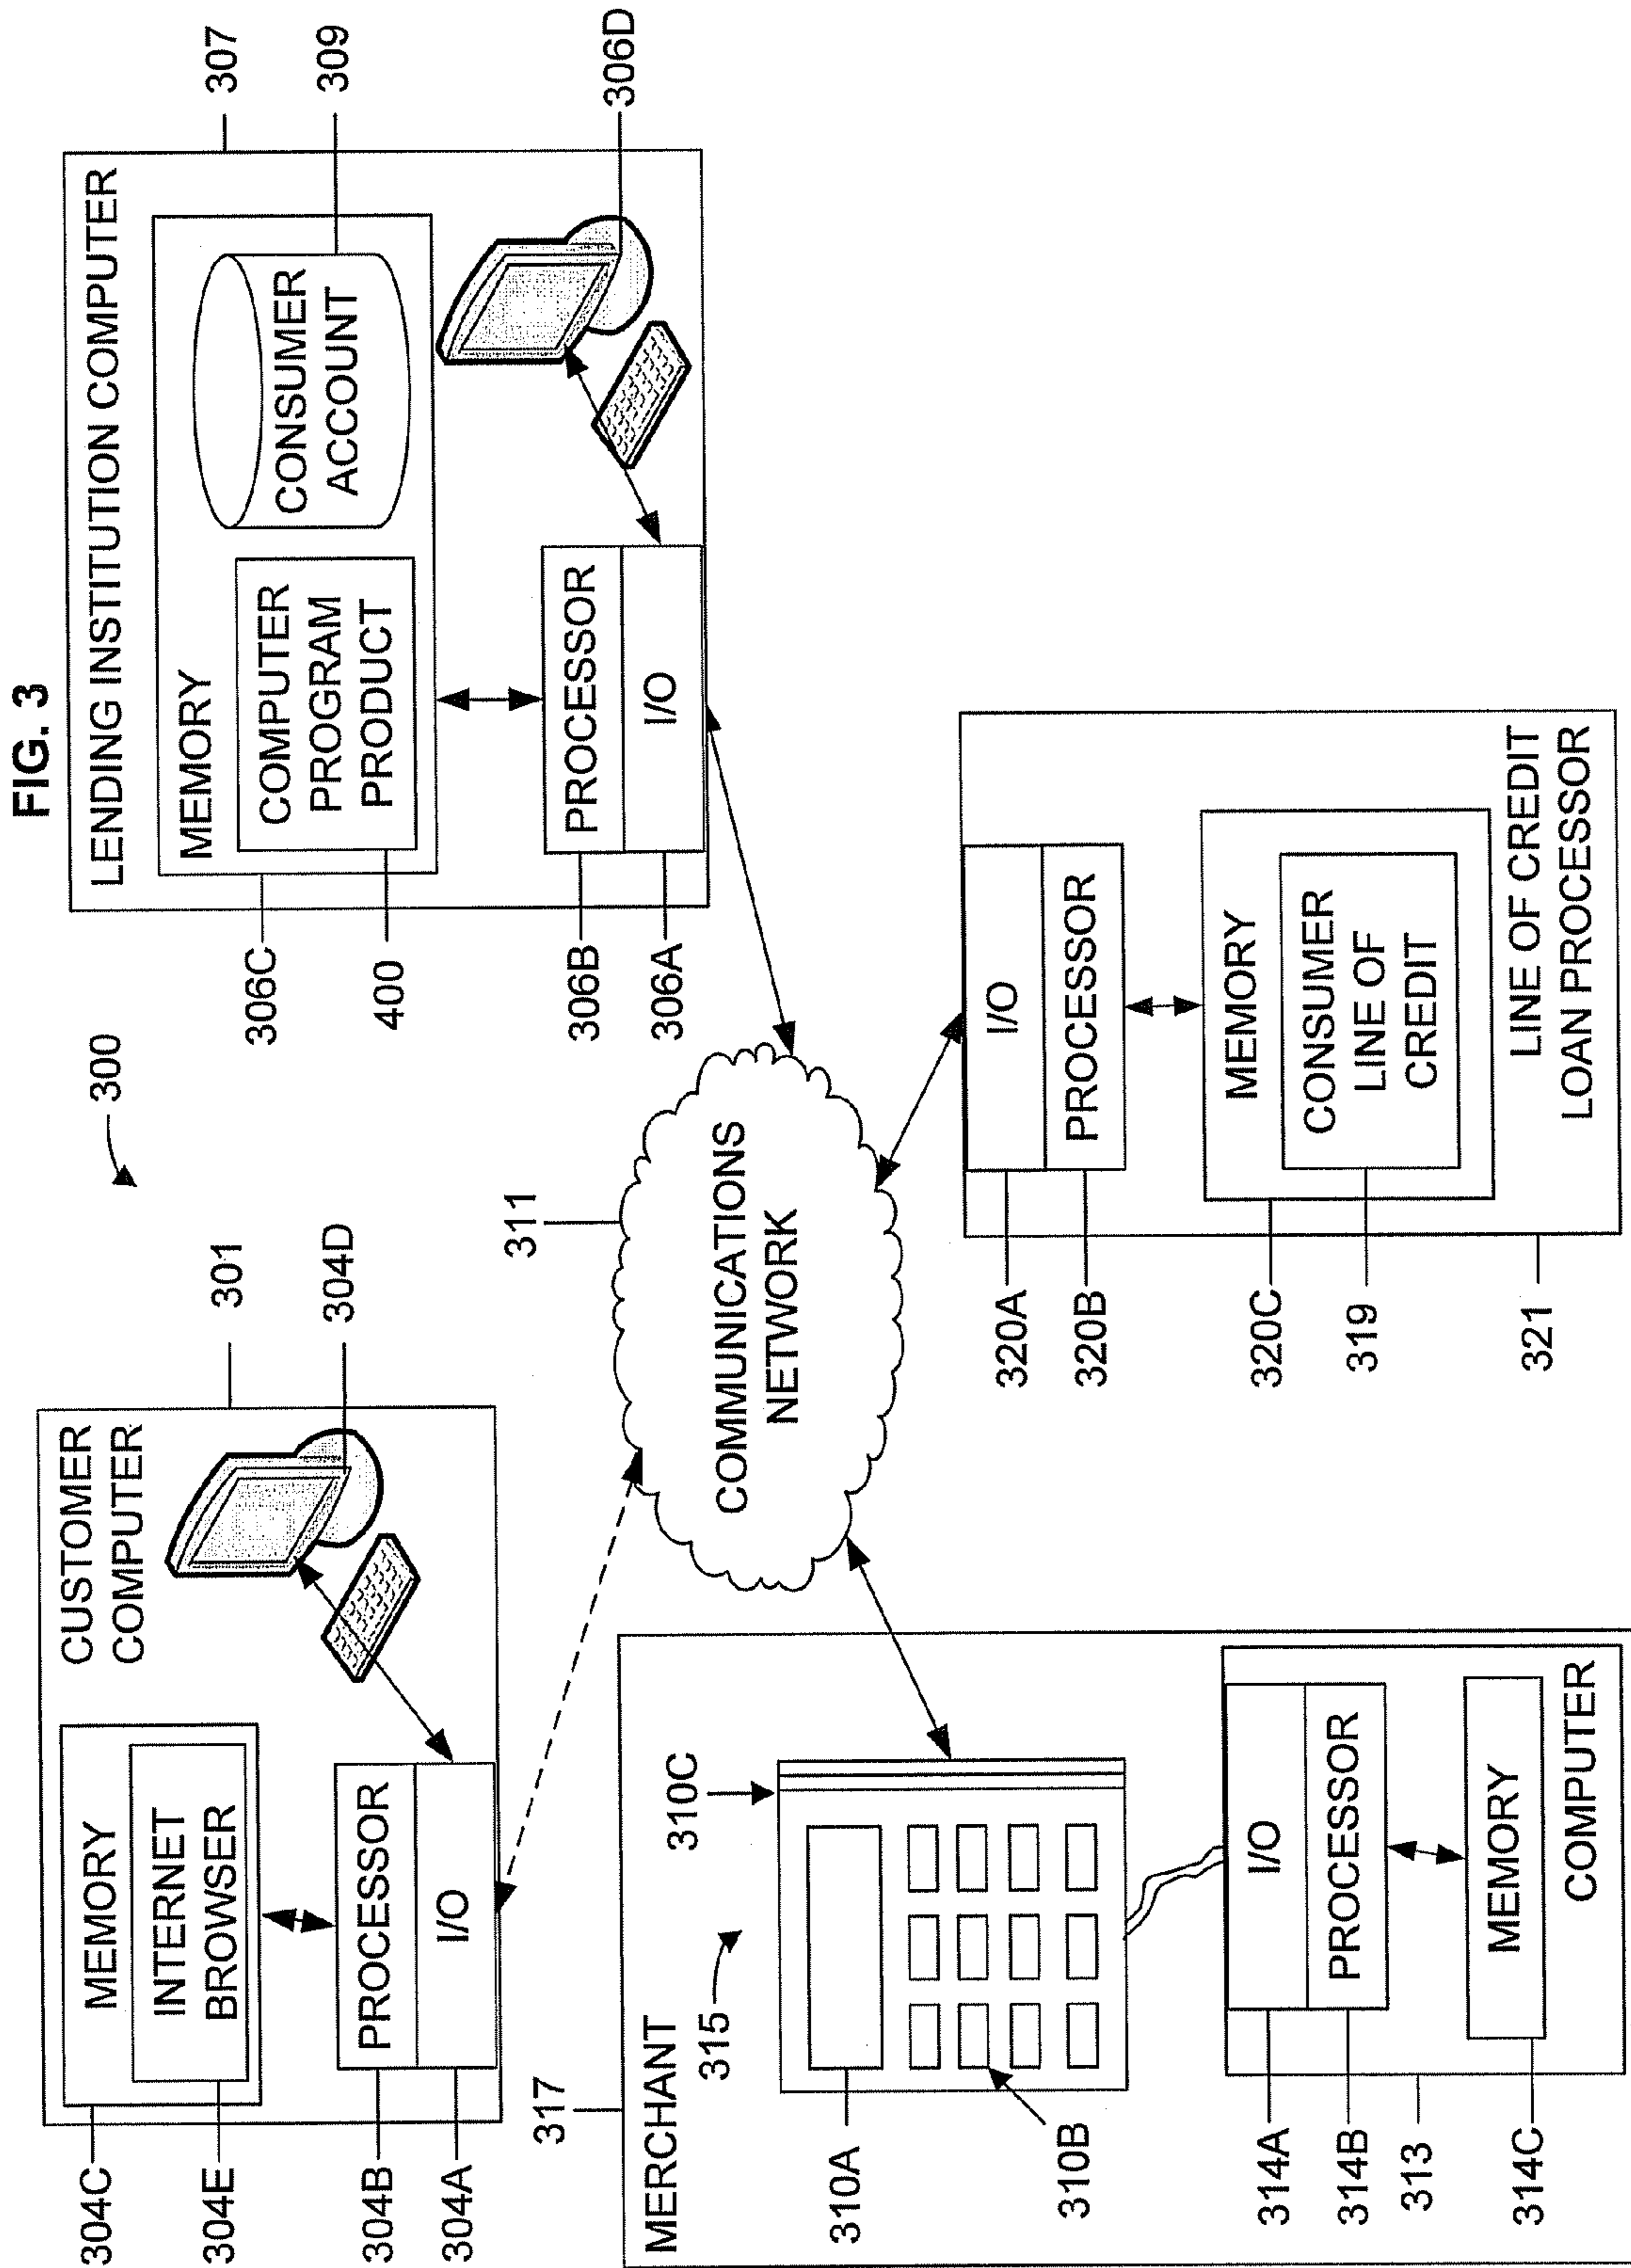 FIG. 3
300
CUSTOMER
COMPUTER
301
304D
MEMORY
INTERNET
BROWSER
PROCESSOR
I/O
304C
304E
304B
304A
LENDING INSTITUTION COMPUTER
307
309
306D
MEMORY
COMPUTER
PROGRAM
PRODUCT
CONSUMER
ACCOUNT
PROCESSOR
I/O
306C
400
306B
306A
311
COMMUNICATIONS
NETWORK
317
MERCHANT
315
310C
310A
310B
I/O
PROCESSOR
MEMORY
COMPUTER
314A
314B
313
314C
I/O
PROCESSOR
MEMORY
CONSUMER
LINE OF
CREDIT
LINE OF CREDIT
LOAN PROCESSOR
320A
320B
320C
319
321